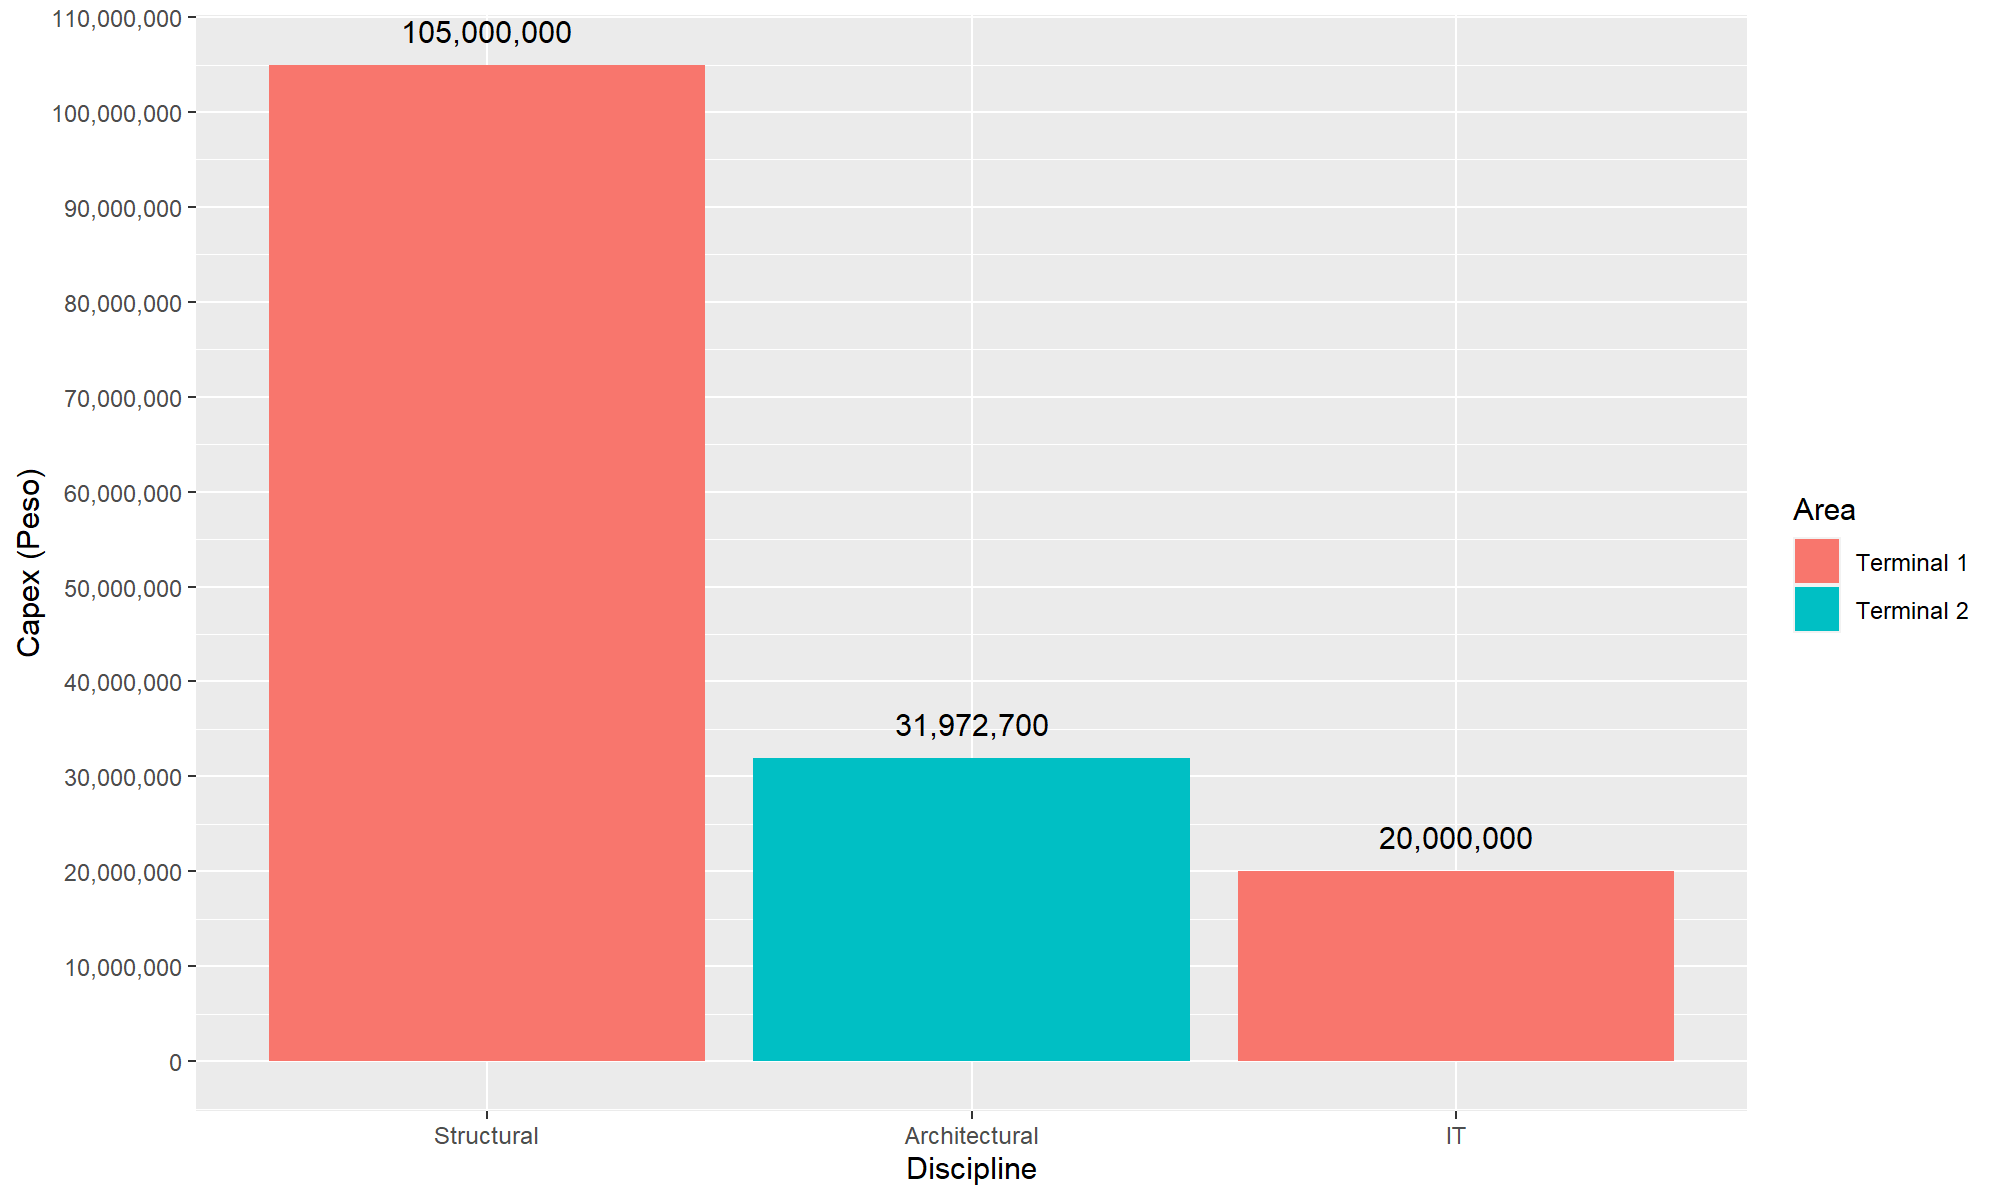 110,000,000
100,000,000
90,000,000
80,000,000
70,000,000
60,000,000
50,000,000
40,000,000
30,000,000
20,000,000
10,000,000
0
Capex (Peso)
105,000,000
31,972,700
20,000,000
Structural
Architectural
IT
Discipline
Area
Terminal 1
Terminal 2